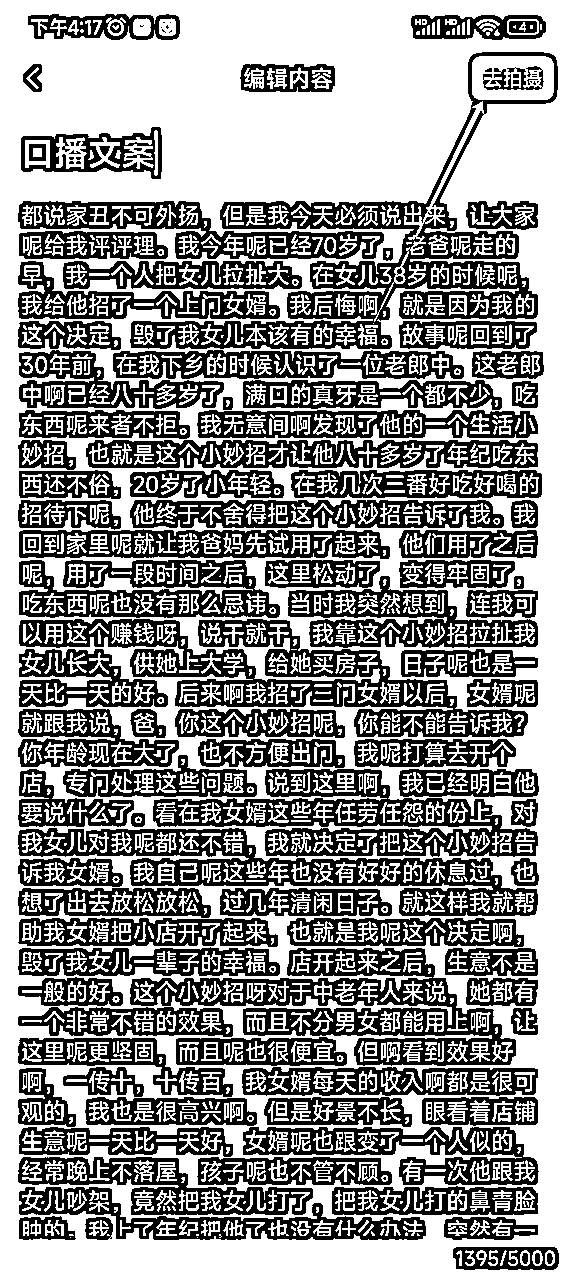 下午4:17
编辑内容
去拍摄
口播文案
都说家丑不可外扬，但是我今天必须说出来，让大家
呢给我评评理。我今年呢已经70岁了，老爸呢走的
早，我一个人把女儿拉扯大。在女儿38岁的时候呢，
我给他招了一个上门女婿。我后悔啊，就是因为我的
这个决定，毁了我女儿本该有的幸福。故事呢回到了
30年前，在我下乡的时候认识了一位老郎中。这老郎
中啊已经八十多岁了，满口的真牙是一个都不少，吃
东西呢来者不拒。我无意间啊发现了他的一个生活小
妙招，也就是这个小妙招才让他八十多岁了年纪吃东
西还不俗，20岁了小年轻。在我几次三番好吃好喝的
招待下呢，他终于不舍得把这个小妙招告诉了我。我
回到家里呢就让我爸妈先试用了起来，他们用了之后
呢，用了一段时间之后，这里松动了，变得牢固了，
吃东西呢也没有那么忌讳。当时我突然想到，连我可
以用这个赚钱呀，说干就干，我靠这个小妙招拉扯我
女儿长大，供她上大学，给她买房子，日子呢也是一
天比一天的好。后来啊我招了三门女婿以后，女婿呢
就跟我说，爸，你这个小妙招呢，你能不能告诉我？
你年龄现在大了，也不方便出门，我呢打算去开个
店，专门处理这些问题。说到这里啊，我已经明白他
要说什么了。看在我女婿这些年任劳任怨的份上，对
我女儿对我呢都还不错，我就决定了把这个小妙招告
诉我女婿。我自己呢这些年也没有好好的休息过，也
想了出去放松放松，过几年清闲日子。就这样我就帮
助我女婿把小店开了起来，也就是我呢这个决定啊，
毁了我女儿一辈子的幸福。店开起来之后，生意不是
一般的好。这个小妙招呀对于中老年人来说，她都有
一个非常不错的效果，而且不分男女都能用上啊，让
这里呢更坚固，而且呢也很便宜。但啊看到效果好
啊，一传十，十传百，我女婿每天的收入啊都是很可
观的，我也是很高兴啊。但是好景不长，眼看着店铺
生意呢一天比一天好，女婿呢也跟变了一个人似的，
经常晚上不落屋，孩子呢也不管不顾。有一次他跟我
女儿吵架，竟然把我女儿打了，把我女儿打的鼻青脸
肿的。我上了年纪把他了也没有什么办法 突然有一
1395/5000